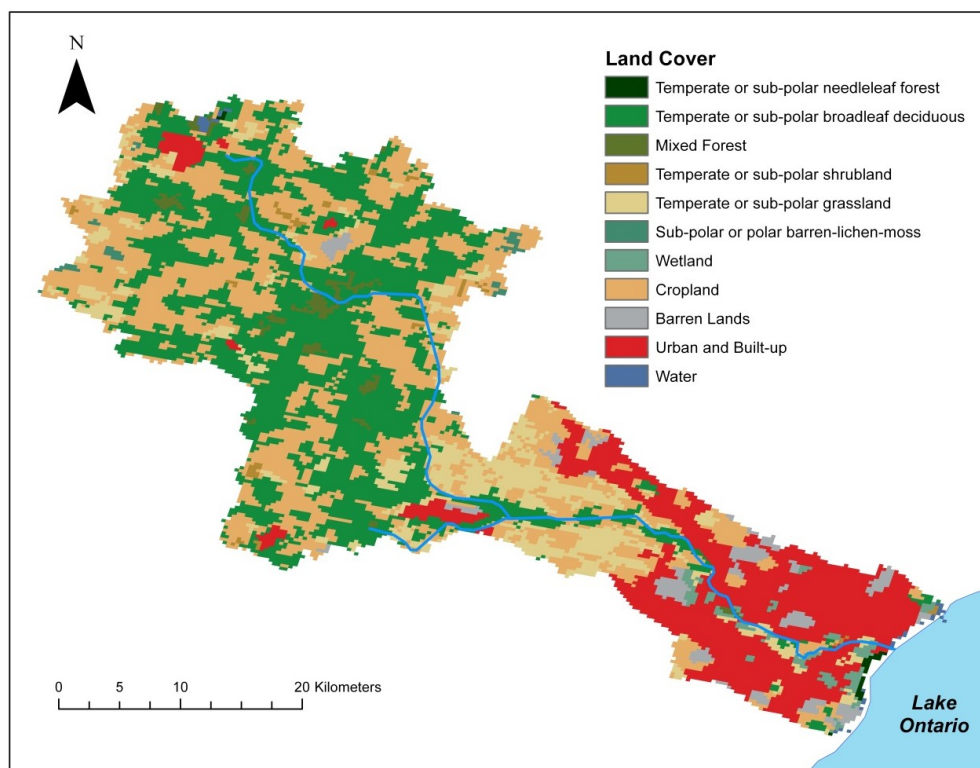 N
Land Cover
Temperate or sub-polar needleleaf forest
Temperate or sub-polar broadleaf deciduous
Mixed Forest
Temperate or sub-polar shrubland
Temperate or sub-polar grassland
Sub-polar or polar barren-lichen-moss
Wetland
Cropland
Barren Lands
Urban and Built-up
Water
0 5 10 20 Kilometers
Lake
Ontario